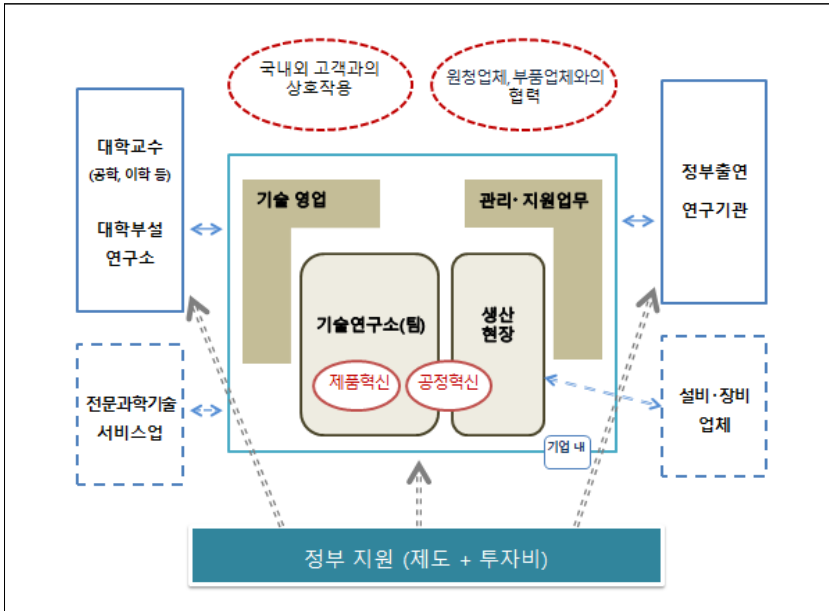 국내외 고객과의
상호작용
원청업체,부품업체와의
협력
대학교수
(공학, 이학 등)
대학부설
연구소
기술 영업
관리· 지원업무
정부출연
연구기관
기술연구소(팀)
생산
현장
제품혁신
공정혁신
전문과학기술
서비스업
설비·장비
업체
기업 내
정부 지원 (제도 + 투자비)